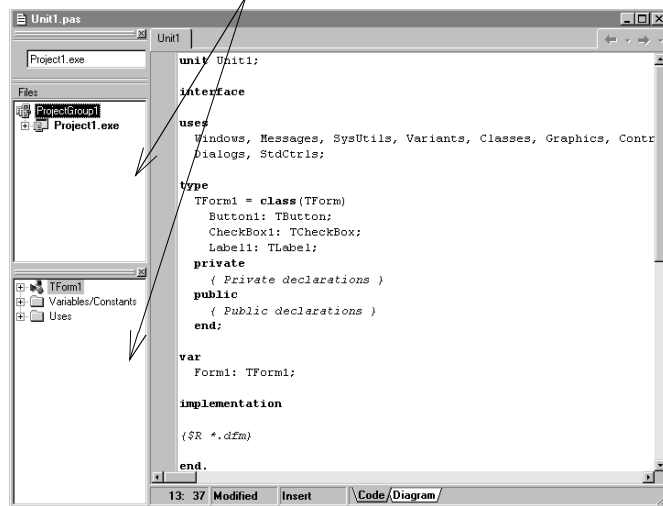 Unit1.pas
Project1.exe
Files
ProjectGroup1
Project1.exe
TForm1
Variables/Constants
Uses
Unit1
unit Unit1;
interface
uses
Windows, Messages, SysUtils, Variants, Classes, Graphics, Contr
Dialogs, StdCtrls;
type
TForm1 = class(TForm)
Button1: TButton;
CheckBox1: TCheckBox;
Label1: TLabel;
private
{ Private declarations }
public
{ Public declarations }
end;
var
Form1: TForm1;
implementation
{$R *.dfm}
end.
13: 37 Modified Insert \Code/Diagram/